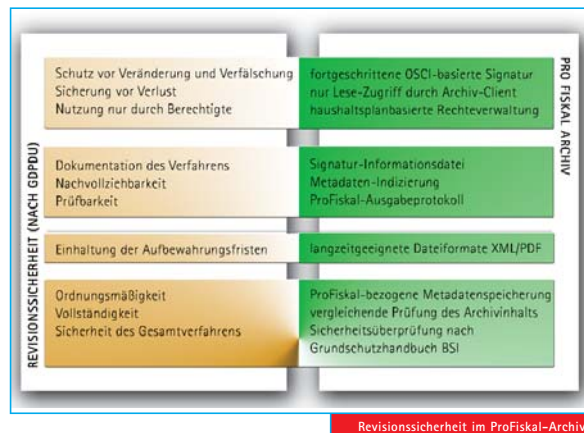 REVISIONSSICHERHEIT (NACH GDPDU)
Schutz vor Veränderung und Verfälschung
Sicherung vor Verlust
Nutzung nur durch Berechtigte
Dokumentation des Verfahrens
Nachvollziehbarkeit
Prüfbarkeit
Einhaltung der Aufbewahrungsfristen
Ordnungsmäßigkeit
Vollständigkeit
Sicherheit des Gesamtverfahrens
PRO FISKAL ARCHIV
fortgeschrittene OSCI-basierte Signatur
nur Lese-Zugriff durch Archiv-Client
haushaltsplanbasierte Rechteverwaltung
Signatur-Informationsdatei
Metadaten-Indizierung
ProFiskal-Ausgabeprotokoll
langzeitgeeignete Dateiformate XML/PDF
ProFiskal-bezogene Metadatenspeicherung
vergleichende Prüfung des Archivinhalts
Sicherheitsüberprüfung nach
Grundschutzhandbuch BSI
Revisionssicherheit im ProFiskal-Archiv